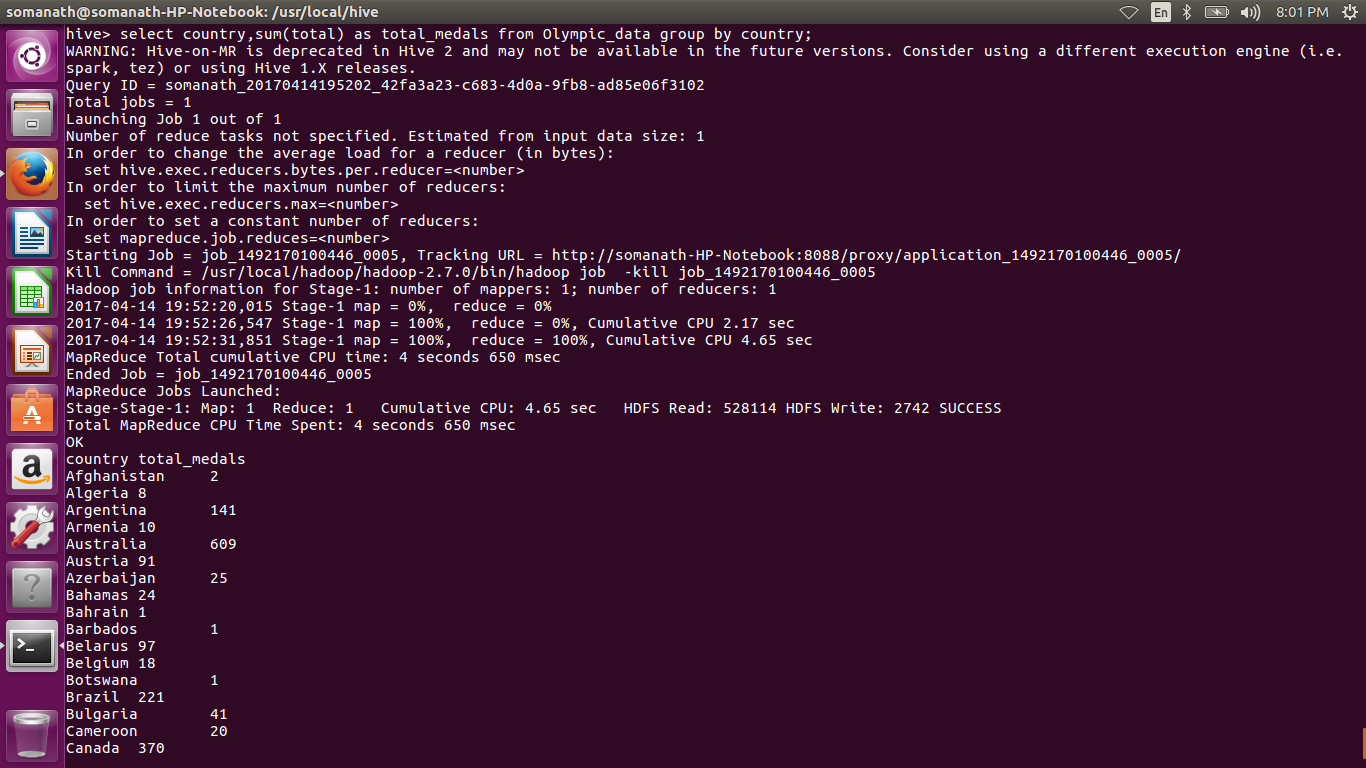 somanath@somanath-HP-Notebook: /usr/local/hive
En
8:01 PM
hive> select country,sum(total) as total_medals from Olympic_data group by country;
WARNING: Hive-on-MR is deprecated in Hive 2 and may not be available in the future versions. Consider using a different execution engine (i.e.
spark, tez) or using Hive 1.X releases.
Query ID = somanath_20170414195202_42fa3a23-c683-4d0a-9fb8-ad85e06f3102
Total jobs = 1
Launching Job 1 out of 1
Number of reduce tasks not specified. Estimated from input data size: 1
In order to change the average load for a reducer (in bytes):
  set hive.exec.reducers.bytes.per.reducer=<number>
In order to limit the maximum number of reducers:
  set hive.exec.reducers.max=<number>
In order to set a constant number of reducers:
  set mapreduce.job.reduces=<number>
Starting Job = job_1492170100446_0005, Tracking URL = http://somanath-HP-Notebook:8088/proxy/application_1492170100446_0005/
Kill Command = /usr/local/hadoop/hadoop-2.7.0/bin/hadoop job  -kill job_1492170100446_0005
Hadoop job information for Stage-1: number of mappers: 1; number of reducers: 1
2017-04-14 19:52:20,015 Stage-1 map = 0%,  reduce = 0%
2017-04-14 19:52:26,547 Stage-1 map = 100%,  reduce = 0%, Cumulative CPU 2.17 sec
2017-04-14 19:52:31,851 Stage-1 map = 100%,  reduce = 100%, Cumulative CPU 4.65 sec
MapReduce Total cumulative CPU time: 4 seconds 650 msec
Ended Job = job_1492170100446_0005
MapReduce Jobs Launched:
Stage-Stage-1: Map: 1  Reduce: 1   Cumulative CPU: 4.65 sec   HDFS Read: 528114 HDFS Write: 2742 SUCCESS
Total MapReduce CPU Time Spent: 4 seconds 650 msec
OK
country total_medals
Afghanistan     2
Algeria 8
Argentina       141
Armenia 10
Australia       609
Austria 91
Azerbaijan      25
Bahamas 24
Bahrain 1
Barbados        1
Belarus 97
Belgium 18
Botswana        1
Brazil  221
Bulgaria        41
Cameroon        20
Canada  370